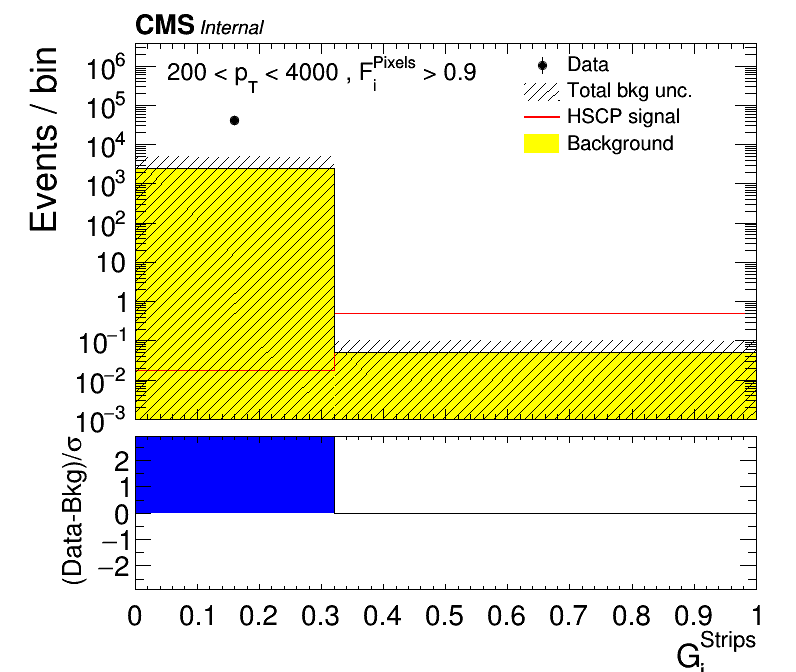 CMS Internal
Events / bin
200 < p_T < 4000 , F_i^Pixels > 0.9
Data
Total bkg unc.
HSCP signal
Background
10^6
10^5
10^4
10^3
10^2
10
1
10^−1
10^−2
10^−3
(Data-Bkg)/σ
2
1
0
−1
−2
0 0.1 0.2 0.3 0.4 0.5 0.6 0.7 0.8 0.9 1
G_i^Strips